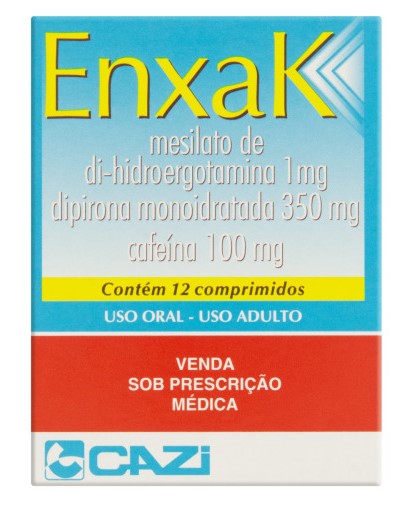 EnxaK
mesilato de
di-hidroergotamina 1mg
dipirona monoidratada 350 mg
cafeína 100 mg
Contém 12 comprimidos
USO ORAL - USO ADULTO
VENDA
SOB PRESCRIÇÃO
MÉDICA
CAZi